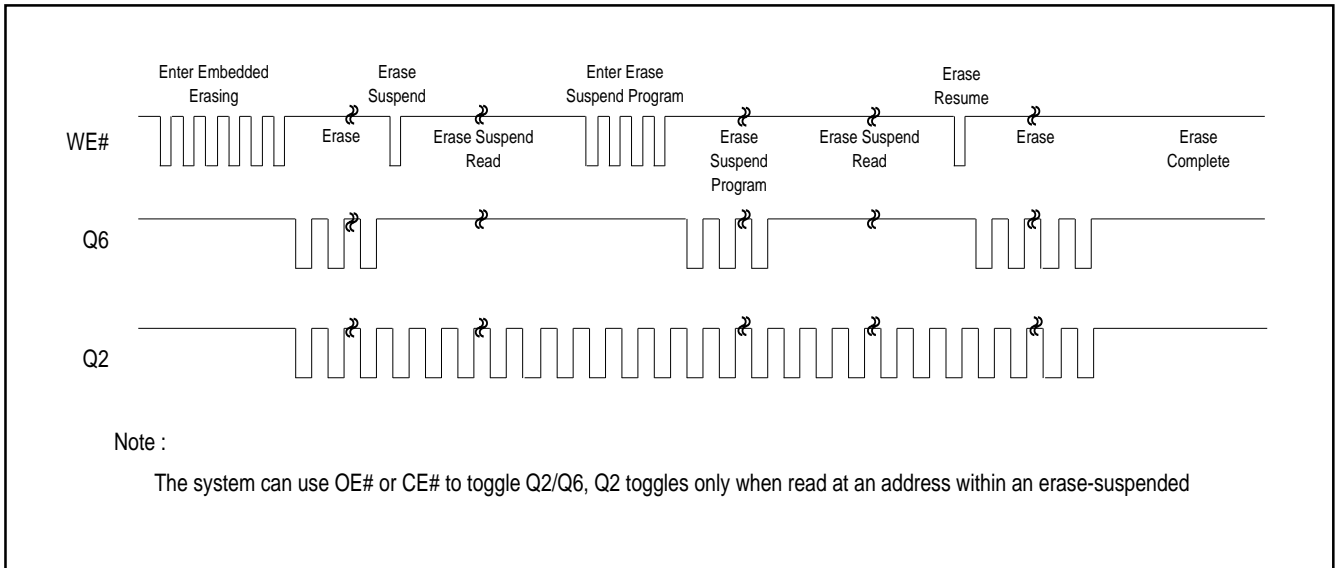 Enter Embedded
Erasing
Erase
Suspend
Enter Erase
Suspend Program
Erase
Resume
WE#
Erase
Erase Suspend
Read
Erase
Suspend
Program
Erase Suspend
Read
Erase
Erase
Complete
Q6
Q2
Note :
The system can use OE# or CE# to toggle Q2/Q6, Q2 toggles only when read at an address within an erase-suspended